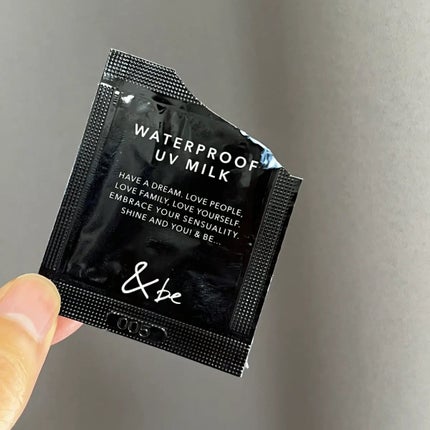 WATERPROOF
UV MILK
HAVE A DREAM. LOVE PEOPLE,
LOVE FAMILY, LOVE YOURSELF.
EMBRACE YOUR SENSUALITY.
SHINE AND YOU! & BE...
&be
003